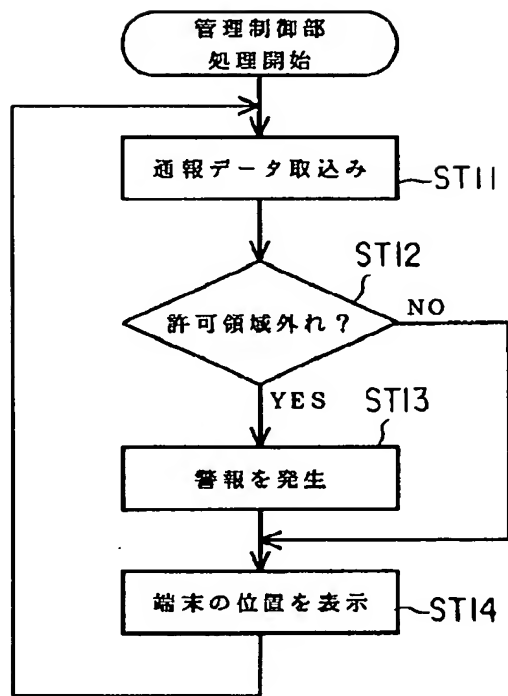 管理制御部
処理開始
通報データ取込み
ST11
ST12
許可領域外れ？
NO
YES
ST13
警報を発生
端末の位置を表示
ST14